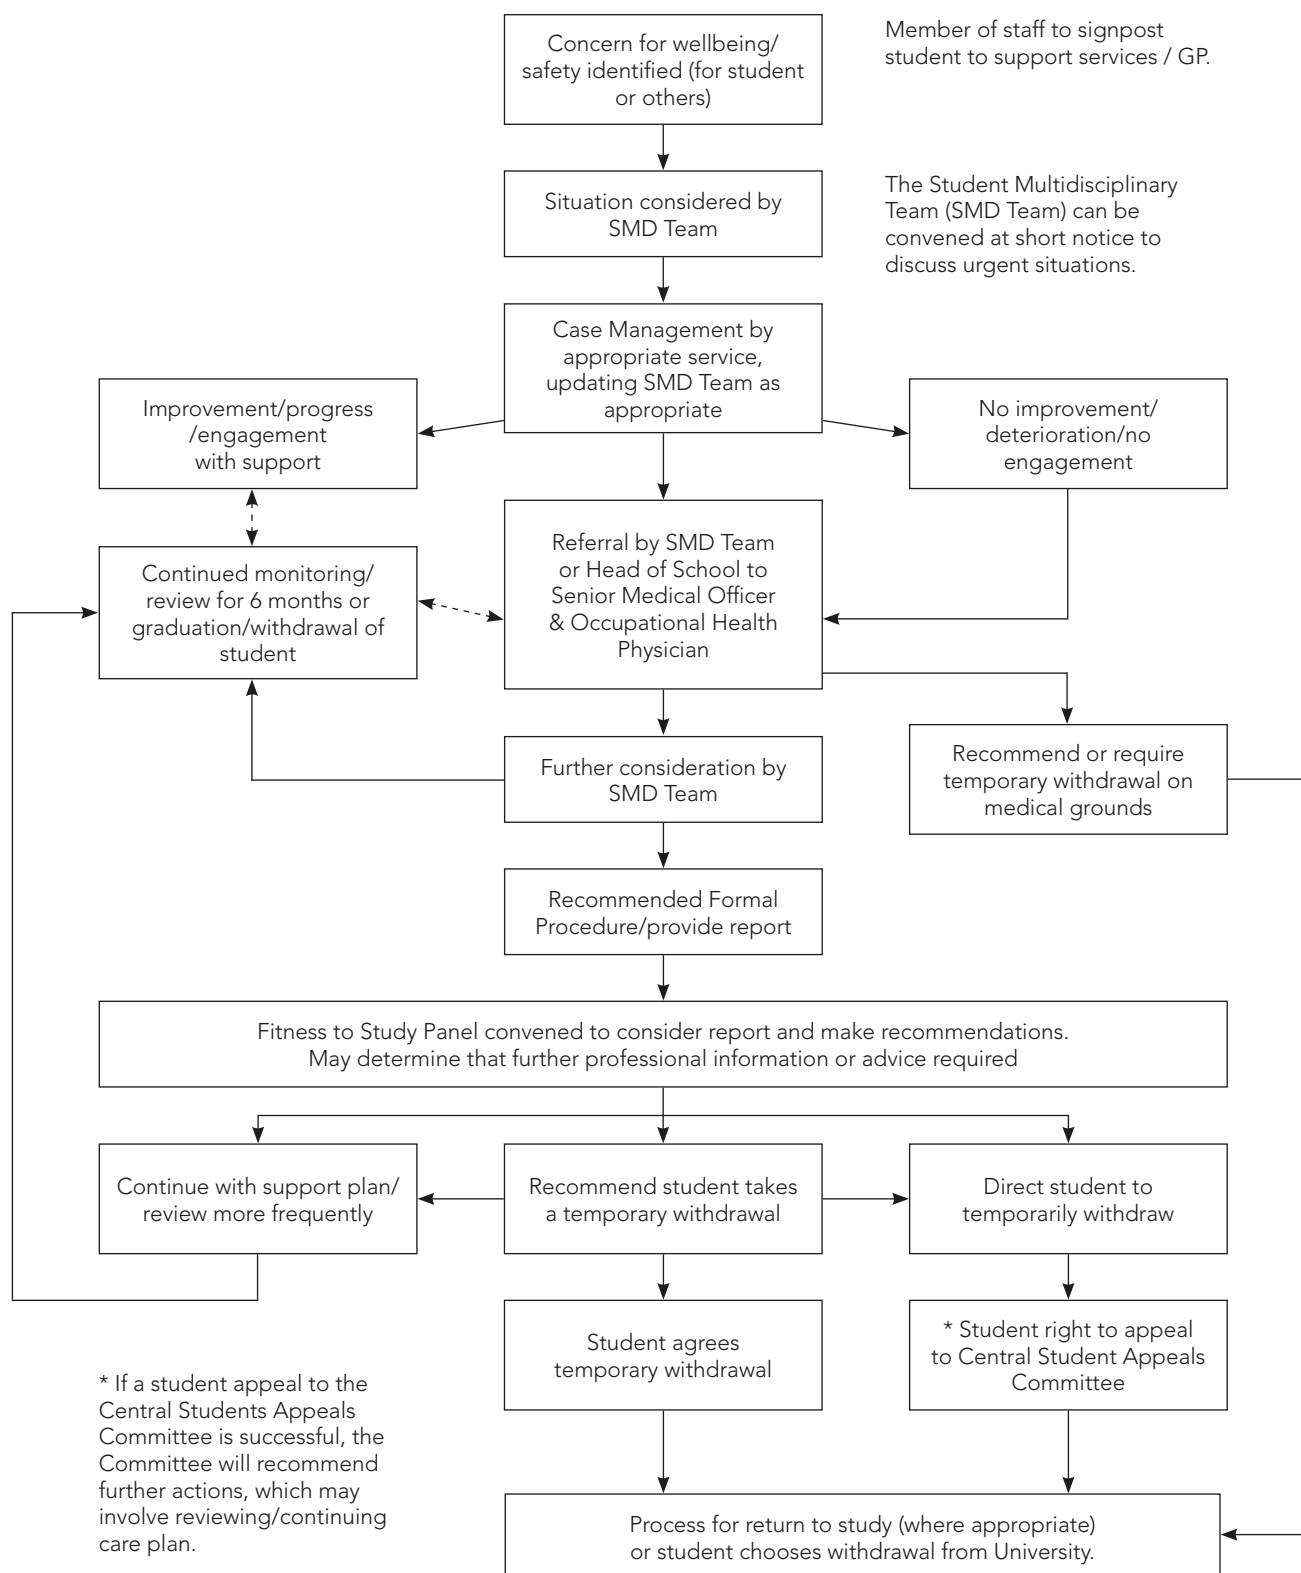 Concern for wellbeing/
safety identified (for student
or others)
Member of staff to signpost
student to support services / GP.
Situation considered by
SMD Team
The Student Multidisciplinary
Team (SMD Team) can be
convened at short notice to
discuss urgent situations.
Case Management by
appropriate service,
updating SMD Team as
appropriate
Improvement/progress
/engagement
with support
No improvement/
deterioration/no
engagement
Continued monitoring/
review for 6 months or
graduation/withdrawal of
student
Referral by SMD Team
or Head of School to
Senior Medical Officer
& Occupational Health
Physician
Further consideration by
SMD Team
Recommend or require
temporary withdrawal on
medical grounds
Recommended Formal
Procedure/provide report
Fitness to Study Panel convened to consider report and make recommendations.
May determine that further professional information or advice required
Continue with support plan/
review more frequently
Recommend student takes
a temporary withdrawal
Direct student to
temporarily withdraw
Student agrees
temporary withdrawal
* Student right to appeal
to Central Student Appeals
Committee
* If a student appeal to the
Central Students Appeals
Committee is successful, the
Committee will recommend
further actions, which may
involve reviewing/continuing
care plan.
Process for return to study (where appropriate)
or student chooses withdrawal from University.